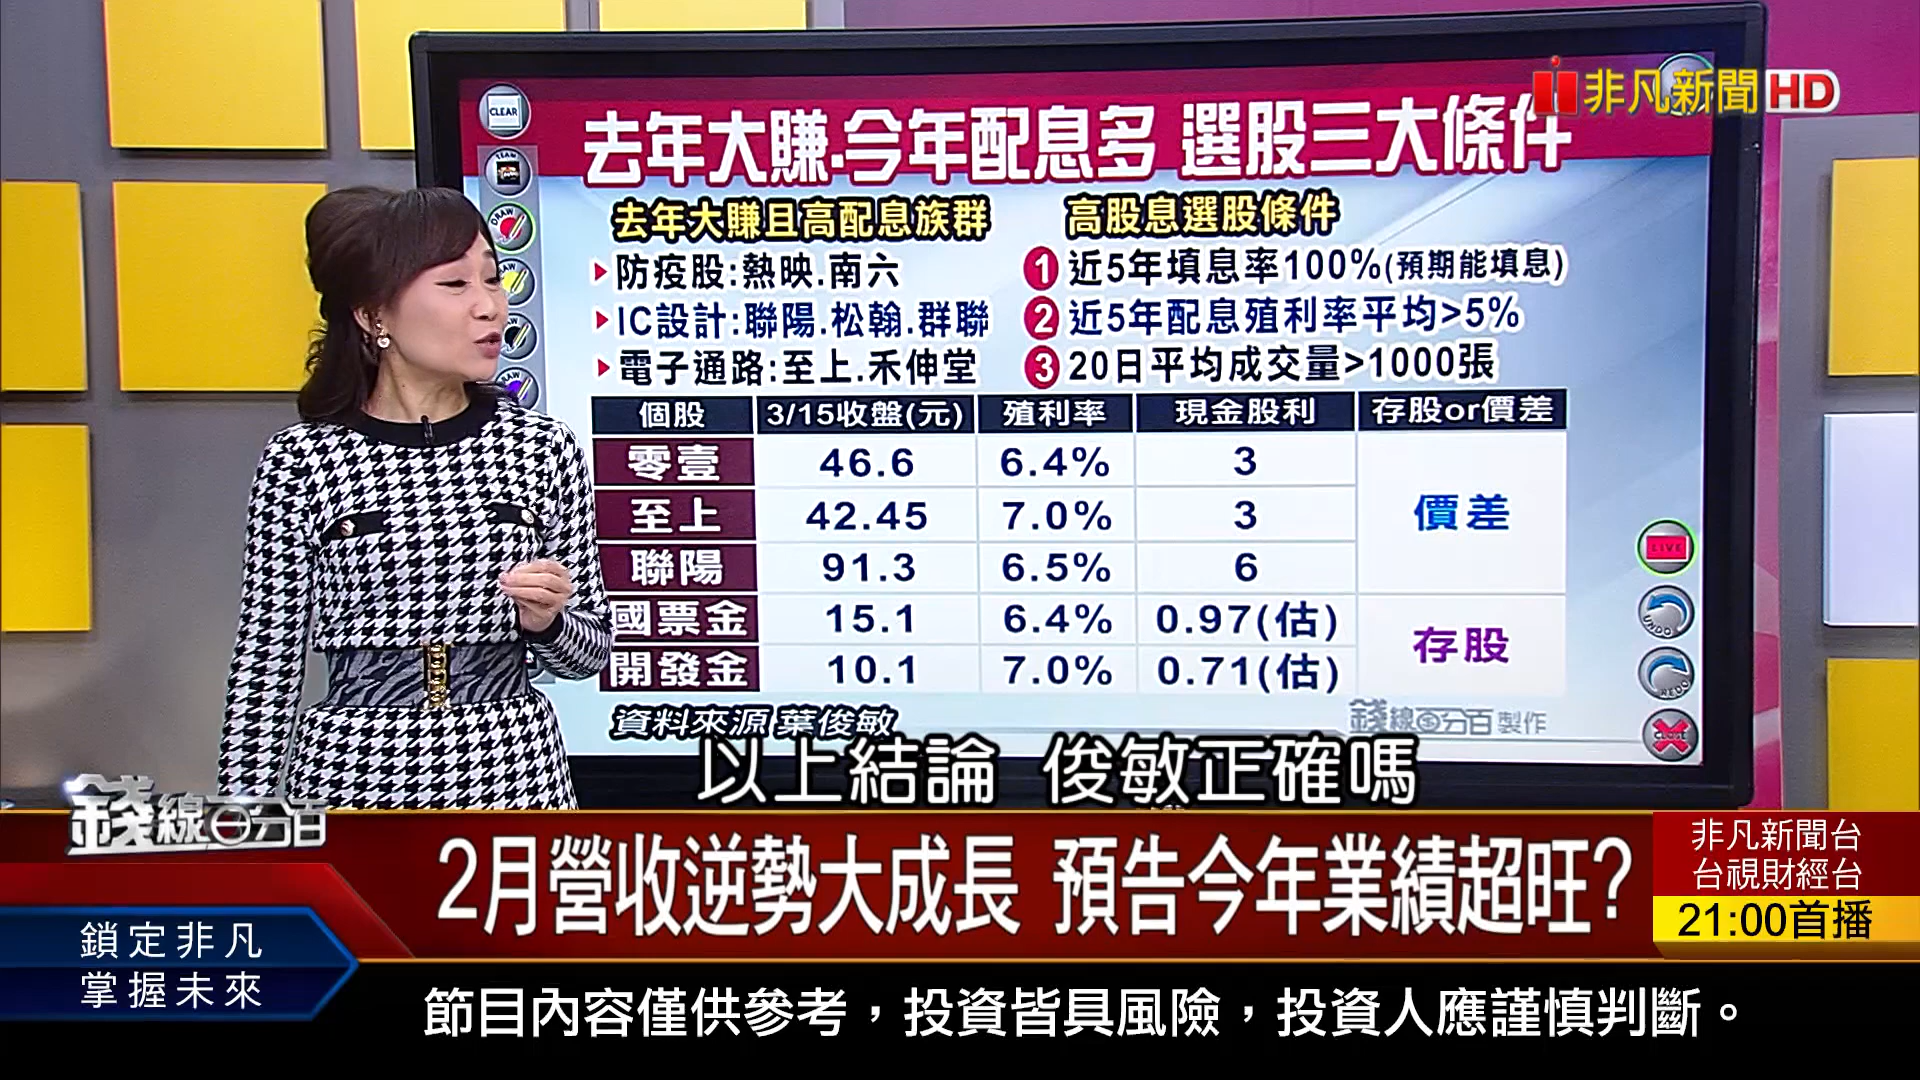 非凡新聞HD
CLEAR
去年大賺.今年配息多 選股三大條件
去年大賺且高配息族群
防疫股:熱映.南六
IC設計:聯陽.松翰.群聯
電子通路:至上.禾伸堂
高股息選股條件
1 近5年填息率100%(預期能填息)
2 近5年配息殖利率平均>5%
3 20日平均成交量>1000張
個股 3/15收盤(元) 殖利率 現金股利 存股or價差
零壹 46.6 6.4% 3
至上 42.45 7.0% 3 價差
聯陽 91.3 6.5% 6
國票金 15.1 6.4% 0.97(估)
開發金 10.1 7.0% 0.71(估) 存股
資料來源 葉俊敏
錢線百分百 製作
TEAM
DRAW
LIVE
UNDO
REDO
CLOSE
以上結論 俊敏正確嗎
錢線百分百
2月營收逆勢大成長 預告今年業績超旺?
非凡新聞台
台視財經台
21:00首播
鎖定非凡
掌握未來
節目內容僅供參考，投資皆具風險，投資人應謹慎判斷。